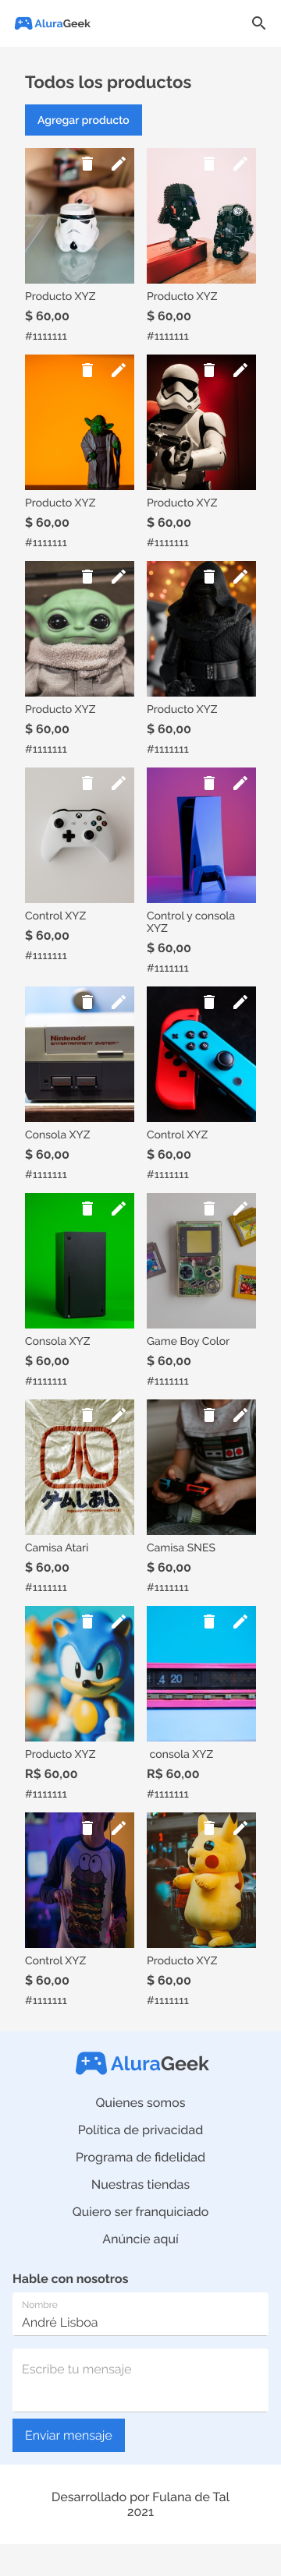 AluraGeek
Todos los productos
Agregar producto
Producto XYZ
$ 60,00
#1111111
Producto XYZ
$ 60,00
#1111111
Producto XYZ
$ 60,00
#1111111
Producto XYZ
$ 60,00
#1111111
Producto XYZ
$ 60,00
#1111111
Producto XYZ
$ 60,00
#1111111
Control XYZ
$ 60,00
#1111111
Control y consola
XYZ
$ 60,00
#1111111
Nintendo
ENTERTAINMENT SYSTEM
Consola XYZ
$ 60,00
#1111111
Control XYZ
$ 60,00
#1111111
Consola XYZ
$ 60,00
#1111111
Game Boy Color
$ 60,00
#1111111
Camisa Atari
$ 60,00
#1111111
Camisa SNES
$ 60,00
#1111111
Producto XYZ
R$ 60,00
#1111111
4 20
consola XYZ
R$ 60,00
#1111111
Control XYZ
$ 60,00
#1111111
Producto XYZ
$ 60,00
#1111111
AluraGeek
Quienes somos
Política de privacidad
Programa de fidelidad
Nuestras tiendas
Quiero ser franquiciado
Anúncie aquí
Hable con nosotros
Nombre
André Lisboa
Escribe tu mensaje
Enviar mensaje
Desarrollado por Fulana de Tal
2021